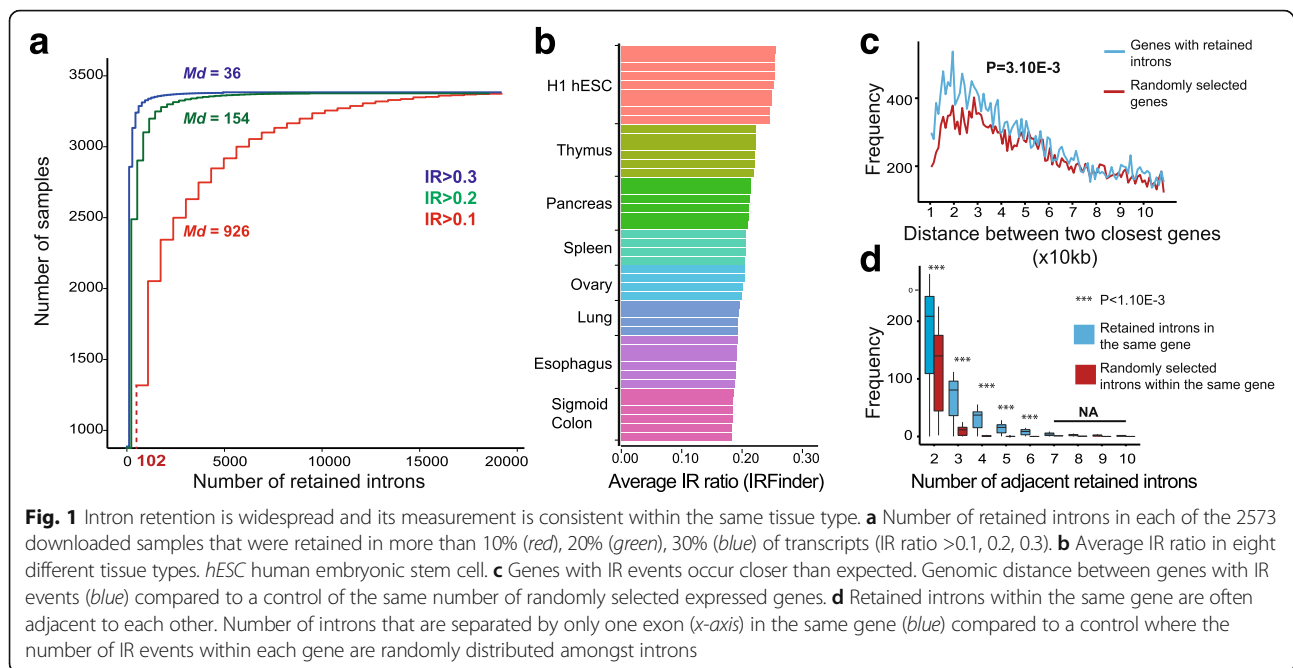 a
3500
3000
2500
2000
1500
1000
Number of samples
Md = 36
Md = 154
Md = 926
IR>0.3
IR>0.2
IR>0.1
0
102
5000
10000
15000
20000
Number of retained introns
b
H1 hESC
Thymus
Pancreas
Spleen
Ovary
Lung
Esophagus
Sigmoid
Colon
0.00
0.10
0.20
0.30
Average IR ratio (IRFinder)
c
Frequency
400
200
P=3.10E-3
Genes with retained
introns
Randomly selected
genes
1 2 3 4 5 6 7 8 9 10
Distance between two closest genes
(x10kb)
d
Frequency
200
100
0
***
***
***
***
***
NA
*** P<1.10E-3
Retained introns in
the same gene
Randomly selected
introns within the same gene
2 3 4 5 6 7 8 9 10
Number of adjacent retained introns
Fig. 1 Intron retention is widespread and its measurement is consistent within the same tissue type. a Number of retained introns in each of the 2573
downloaded samples that were retained in more than 10% (red), 20% (green), 30% (blue) of transcripts (IR ratio >0.1, 0.2, 0.3). b Average IR ratio in eight
different tissue types. hESC human embryonic stem cell. c Genes with IR events occur closer than expected. Genomic distance between genes with IR
events (blue) compared to a control of the same number of randomly selected expressed genes. d Retained introns within the same gene are often
adjacent to each other. Number of introns that are separated by only one exon (x-axis) in the same gene (blue) compared to a control where the
number of IR events within each gene are randomly distributed amongst introns